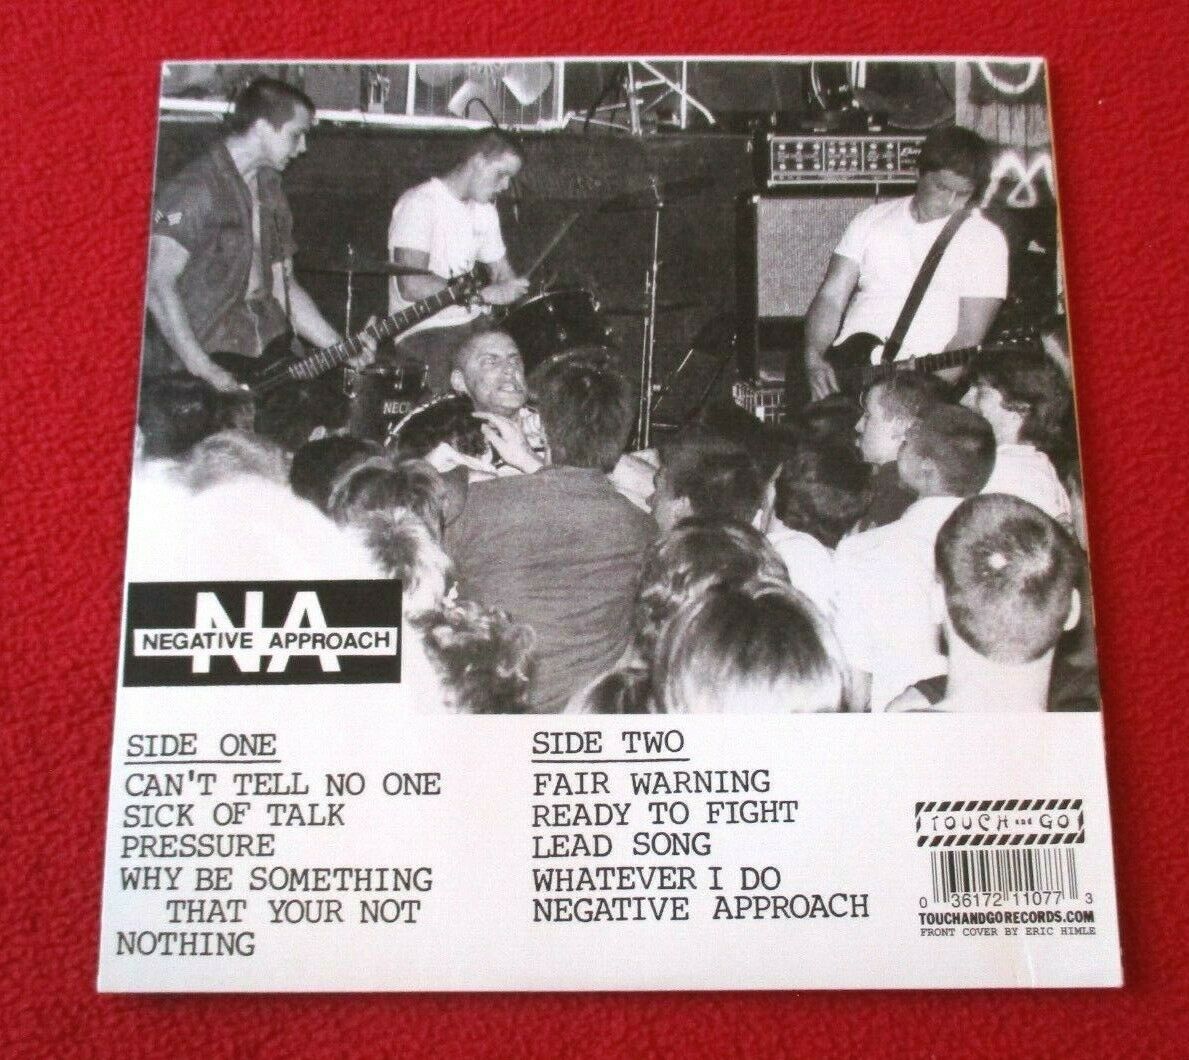 NA
NEGATIVE APPROACH
SIDE ONE
CAN'T TELL NO ONE
SICK OF TALK
PRESSURE
WHY BE SOMETHING
THAT YOUR NOT
NOTHING
SIDE TWO
FAIR WARNING
READY TO FIGHT
LEAD SONG
WHATEVER I DO
NEGATIVE APPROACH
TOUCH AND GO
0 36172 11077 3
TOUCHANDGORECORDS.COM
FRONT COVER BY ERIC HIMLE